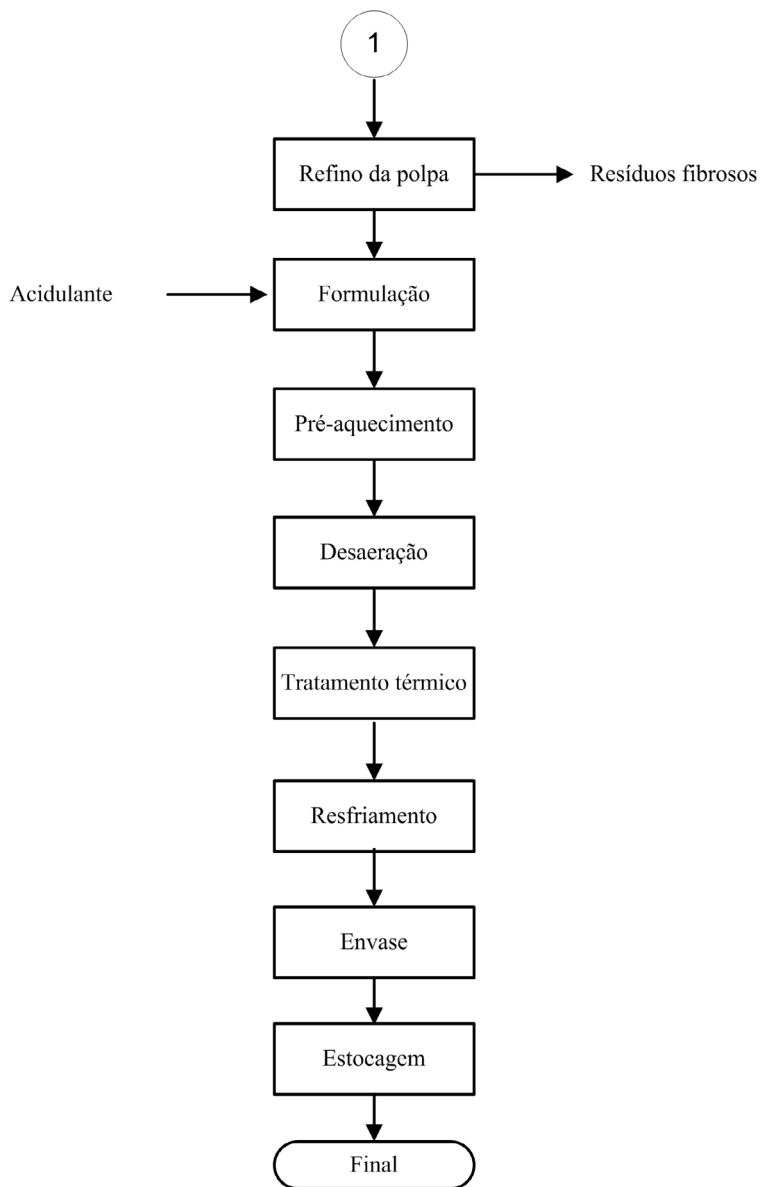 1
Refino da polpa
Resíduos fibrosos
Acidulante
Formulação
Pré-aquecimento
Desaeração
Tratamento térmico
Resfriamento
Envase
Estocagem
Final